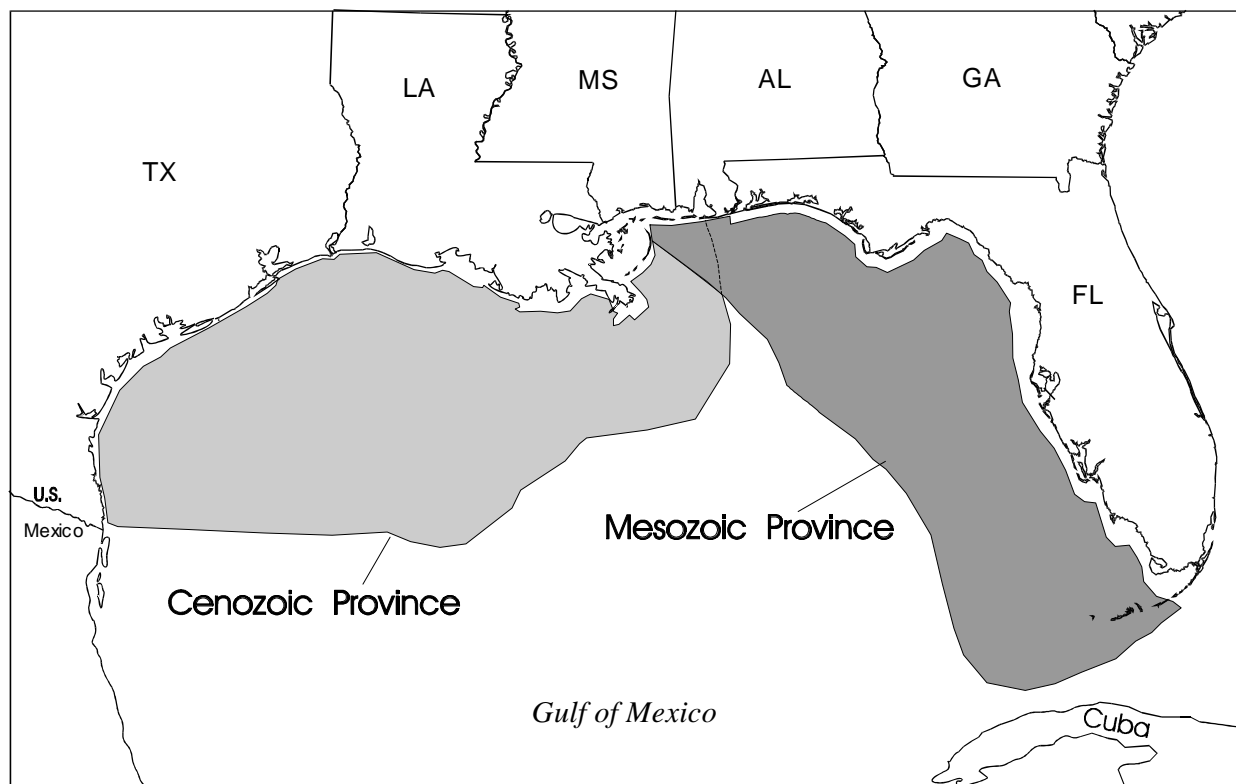 LA
MS
AL
GA
TX
FL
U.S.
Mexico
Mesozoic Province
Cenozoic Province
Gulf of Mexico
Cuba